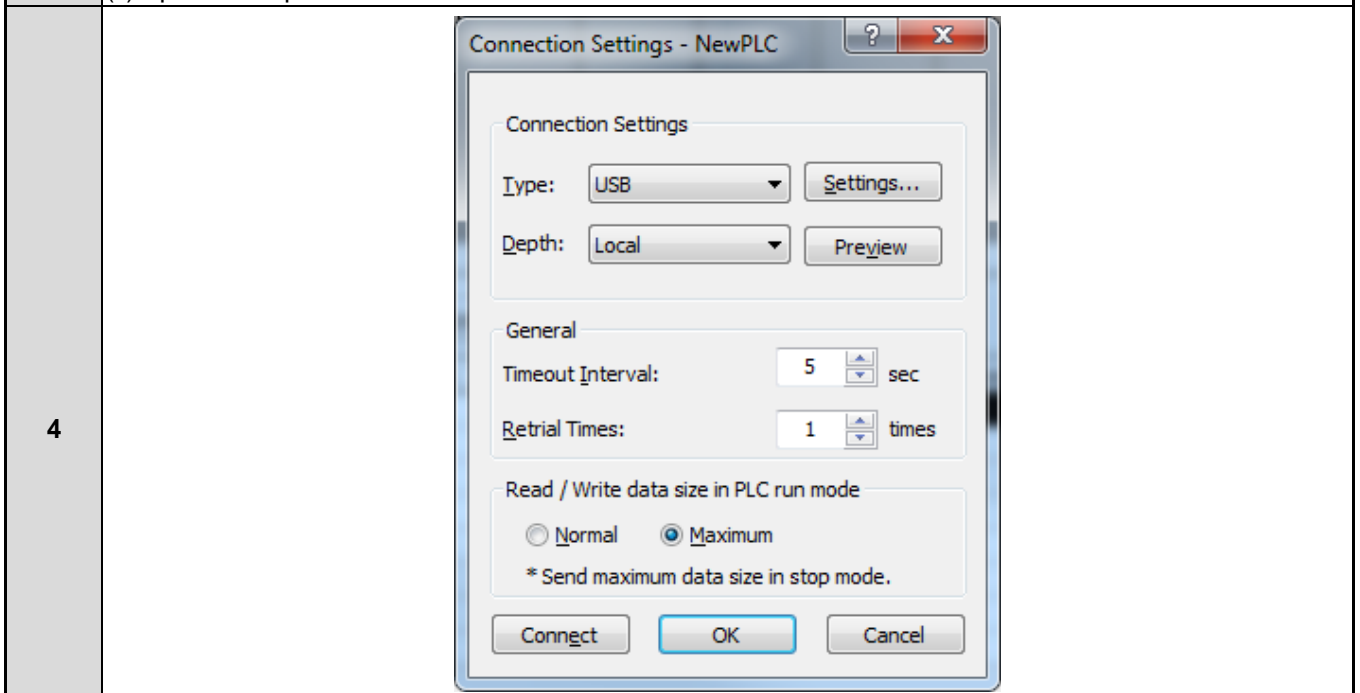 Connection Settings - NewPLC
Connection Settings
Type: USB Settings...
Depth: Local Preview
General
Timeout Interval: 5 sec
Retrial Times: 1 times
4
Read / Write data size in PLC run mode
Normal Maximum
* Send maximum data size in stop mode.
Connect OK Cancel